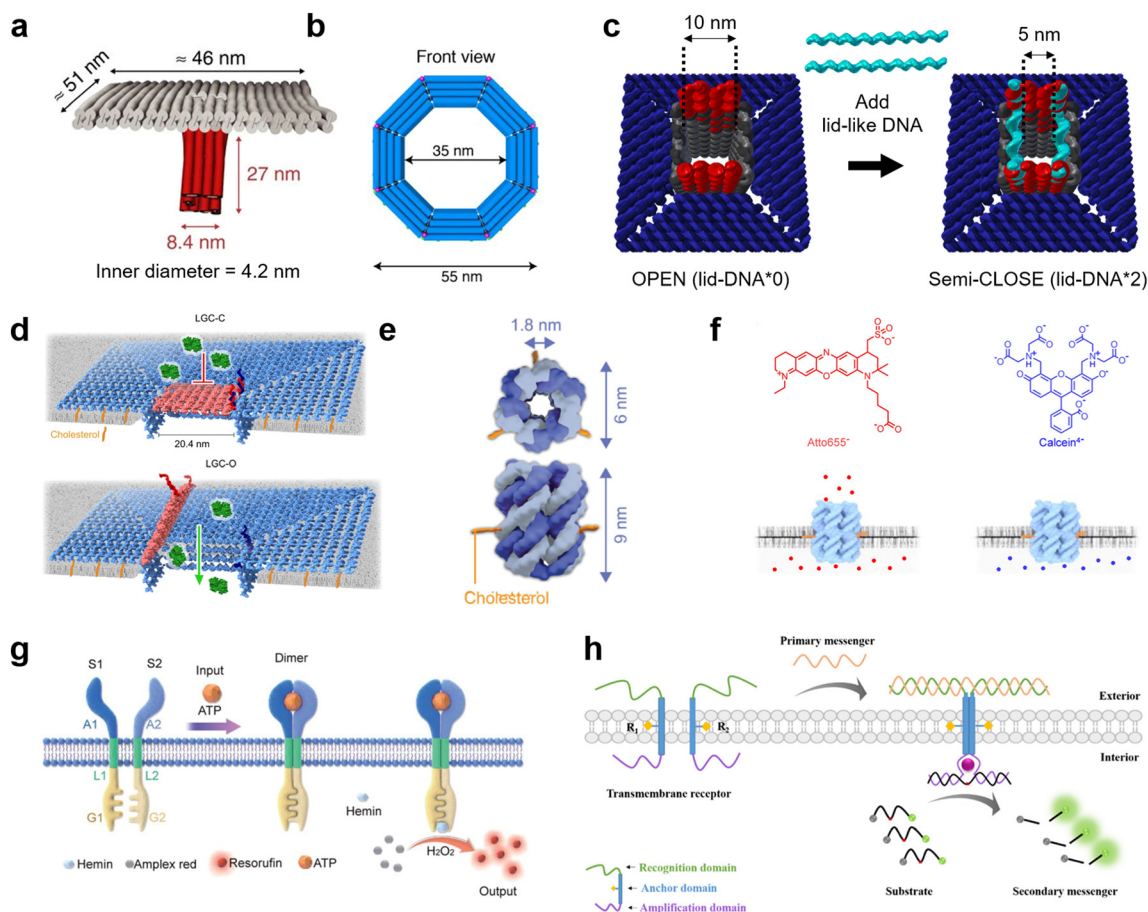 a
≈ 46 nm
≈ 51 nm
27 nm
8.4 nm
Inner diameter = 4.2 nm
b
Front view
35 nm
55 nm
c
10 nm
5 nm
Add
lid-like DNA
OPEN (lid-DNA*0)
Semi-CLOSE (lid-DNA*2)
d
LGC-C
Cholesterol
20.4 nm
LGC-O
e
1.8 nm
6 nm
9 nm
Cholesterol
f
Atto655⁻
Calcein⁴⁻
g
S1
S2
Input
ATP
Dimer
A1
A2
L1
L2
G1
G2
Hemin
H₂O₂
Hemin
Amplex red
Resorufin
ATP
Output
h
Primary messenger
Exterior
R₁
R₂
Interior
Transmembrane receptor
Recognition domain
Anchor domain
Amplification domain
Substrate
Secondary messenger